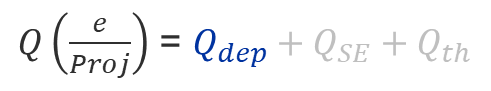 Q (e/Proj.) = Q_dep + Q_SE + Q_th